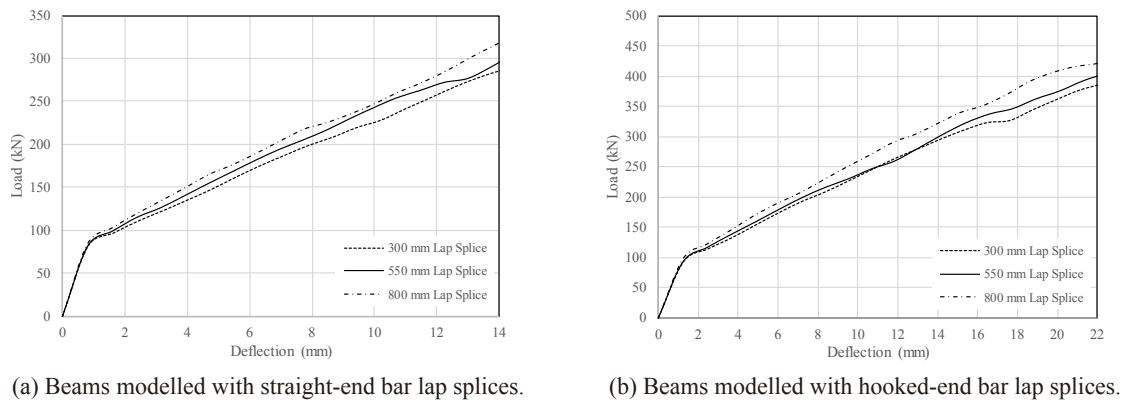 350
300
250
200
150
100
50
0
Load (kN)
0 2 4 6 8 10 12 14
Deflection (mm)
300 mm Lap Splice
550 mm Lap Splice
800 mm Lap Splice
(a) Beams modelled with straight-end bar lap splices.
500
450
400
350
300
250
200
150
100
50
0
Load (kN)
0 2 4 6 8 10 12 14 16 18 20 22
Deflection (mm)
300 mm Lap Splice
550 mm Lap Splice
800 mm Lap Splice
(b) Beams modelled with hooked-end bar lap splices.